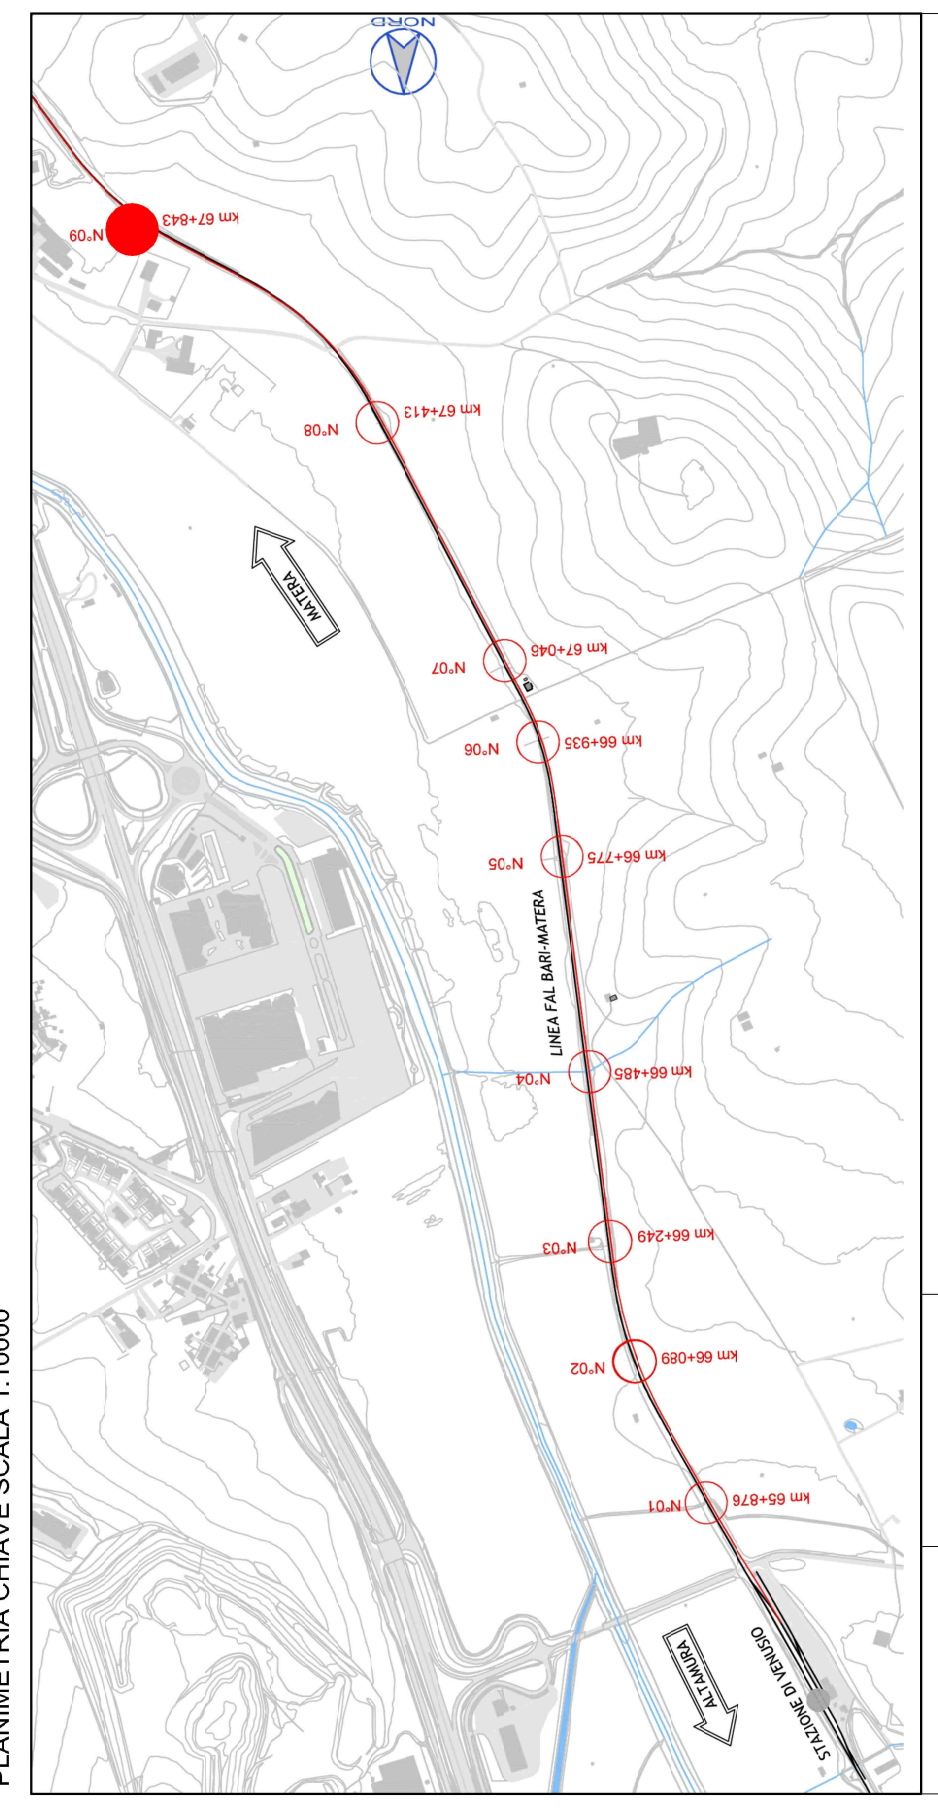 PLANIMETRIA CHIAVE SCALA 1:10000
NORD
N°09
km 67+843
N°08
km 67+413
MATERA
N°07
km 67+046
N°06
km 66+935
N°05
km 66+775
LINEA FAL BARI-MATERA
N°04
km 66+485
N°03
km 66+249
N°02
km 66+089
N°01
km 65+876
ALTAMURA
STAZIONE DI VENUSIO